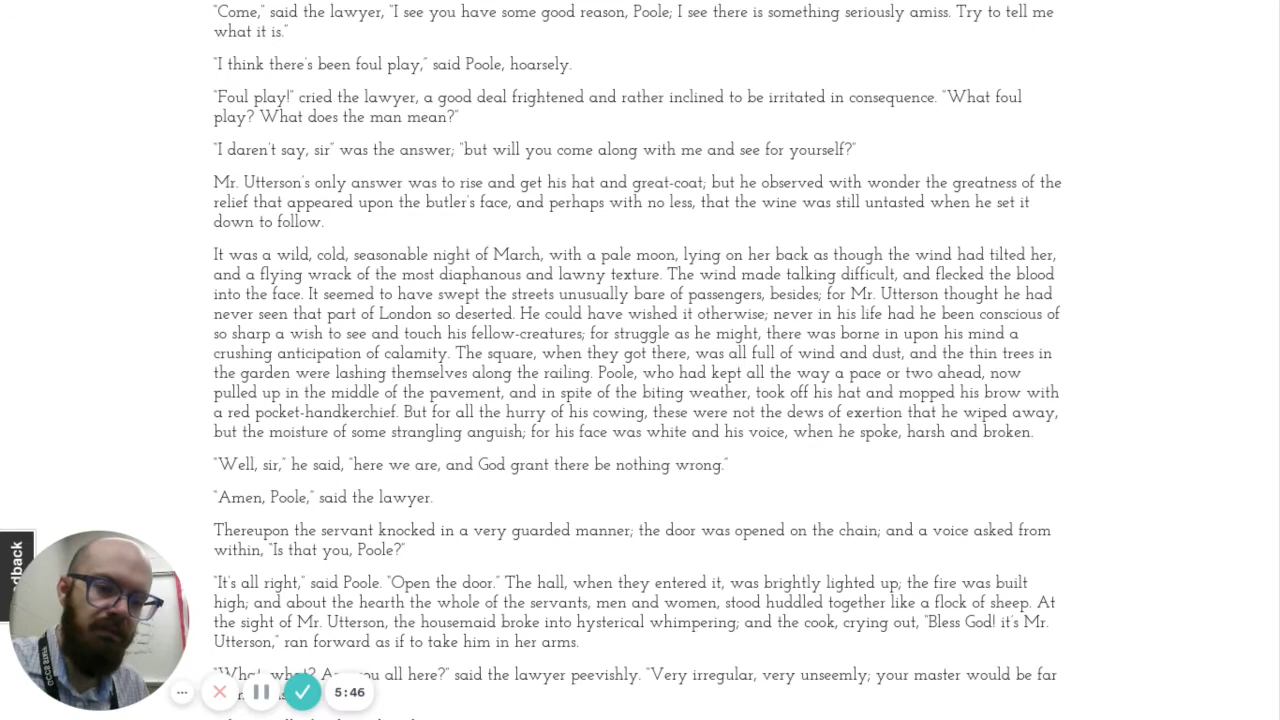 “Come,” said the lawyer, “I see you have some good reason, Poole; I see there is something seriously amiss. Try to tell me
what it is.”
“I think there’s been foul play,” said Poole, hoarsely.
“Foul play!” cried the lawyer, a good deal frightened and rather inclined to be irritated in consequence. “What foul
play? What does the man mean?”
“I daren’t say, sir” was the answer; “but will you come along with me and see for yourself?”
Mr. Utterson’s only answer was to rise and get his hat and great-coat; but he observed with wonder the greatness of the
relief that appeared upon the butler’s face, and perhaps with no less, that the wine was still untasted when he set it
down to follow.
It was a wild, cold, seasonable night of March, with a pale moon, lying on her back as though the wind had tilted her,
and a flying wrack of the most diaphanous and lawny texture. The wind made talking difficult, and flecked the blood
into the face. It seemed to have swept the streets unusually bare of passengers, besides; for Mr. Utterson thought he had
never seen that part of London so deserted. He could have wished it otherwise; never in his life had he been conscious of
so sharp a wish to see and touch his fellow-creatures; for struggle as he might, there was borne in upon his mind a
crushing anticipation of calamity. The square, when they got there, was all full of wind and dust, and the thin trees in
the garden were lashing themselves along the railing. Poole, who had kept all the way a pace or two ahead, now
pulled up in the middle of the pavement, and in spite of the biting weather, took off his hat and mopped his brow with
a red pocket-handkerchief. But for all the hurry of his cowing, these were not the dews of exertion that he wiped away,
but the moisture of some strangling anguish; for his face was white and his voice, when he spoke, harsh and broken.
“Well, sir,” he said, “here we are, and God grant there be nothing wrong.”
“Amen, Poole,” said the lawyer.
Thereupon the servant knocked in a very guarded manner; the door was opened on the chain; and a voice asked from
within, “Is that you, Poole?”
“It’s all right,” said Poole. “Open the door.” The hall, when they entered it, was brightly lighted up; the fire was built
high; and about the hearth the whole of the servants, men and women, stood huddled together like a flock of sheep. At
the sight of Mr. Utterson, the housemaid broke into hysterical whimpering; and the cook, crying out, “Bless God! it’s Mr.
Utterson,” ran forward as if to take him in her arms.
“What, what? you all here?” said the lawyer peevishly. “Very irregular, very unseemly; your master would be far
5:46